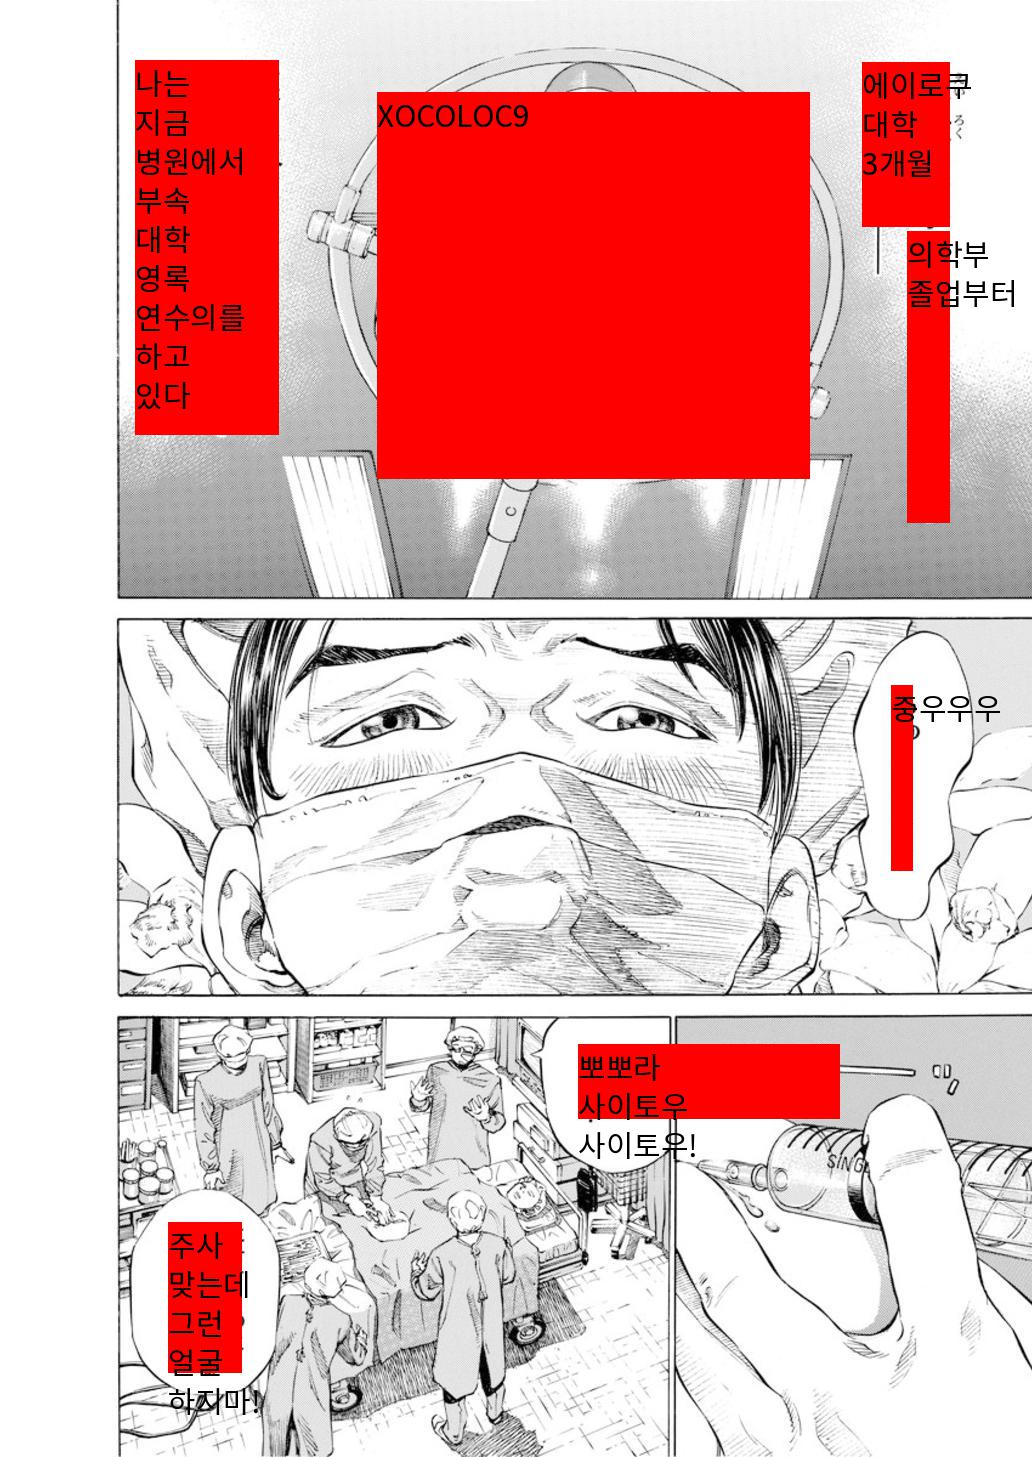 에이로쿠
대학
3개월
의학부
졸업부터
XOCOLOC9
나는
지금
병원에서
부속
대학
영록
연수의를
하고
있다
중우우우
뽀뽀라
사이토우
사이토우!
SING
주사
맞는데
그런
얼굴
하지마!